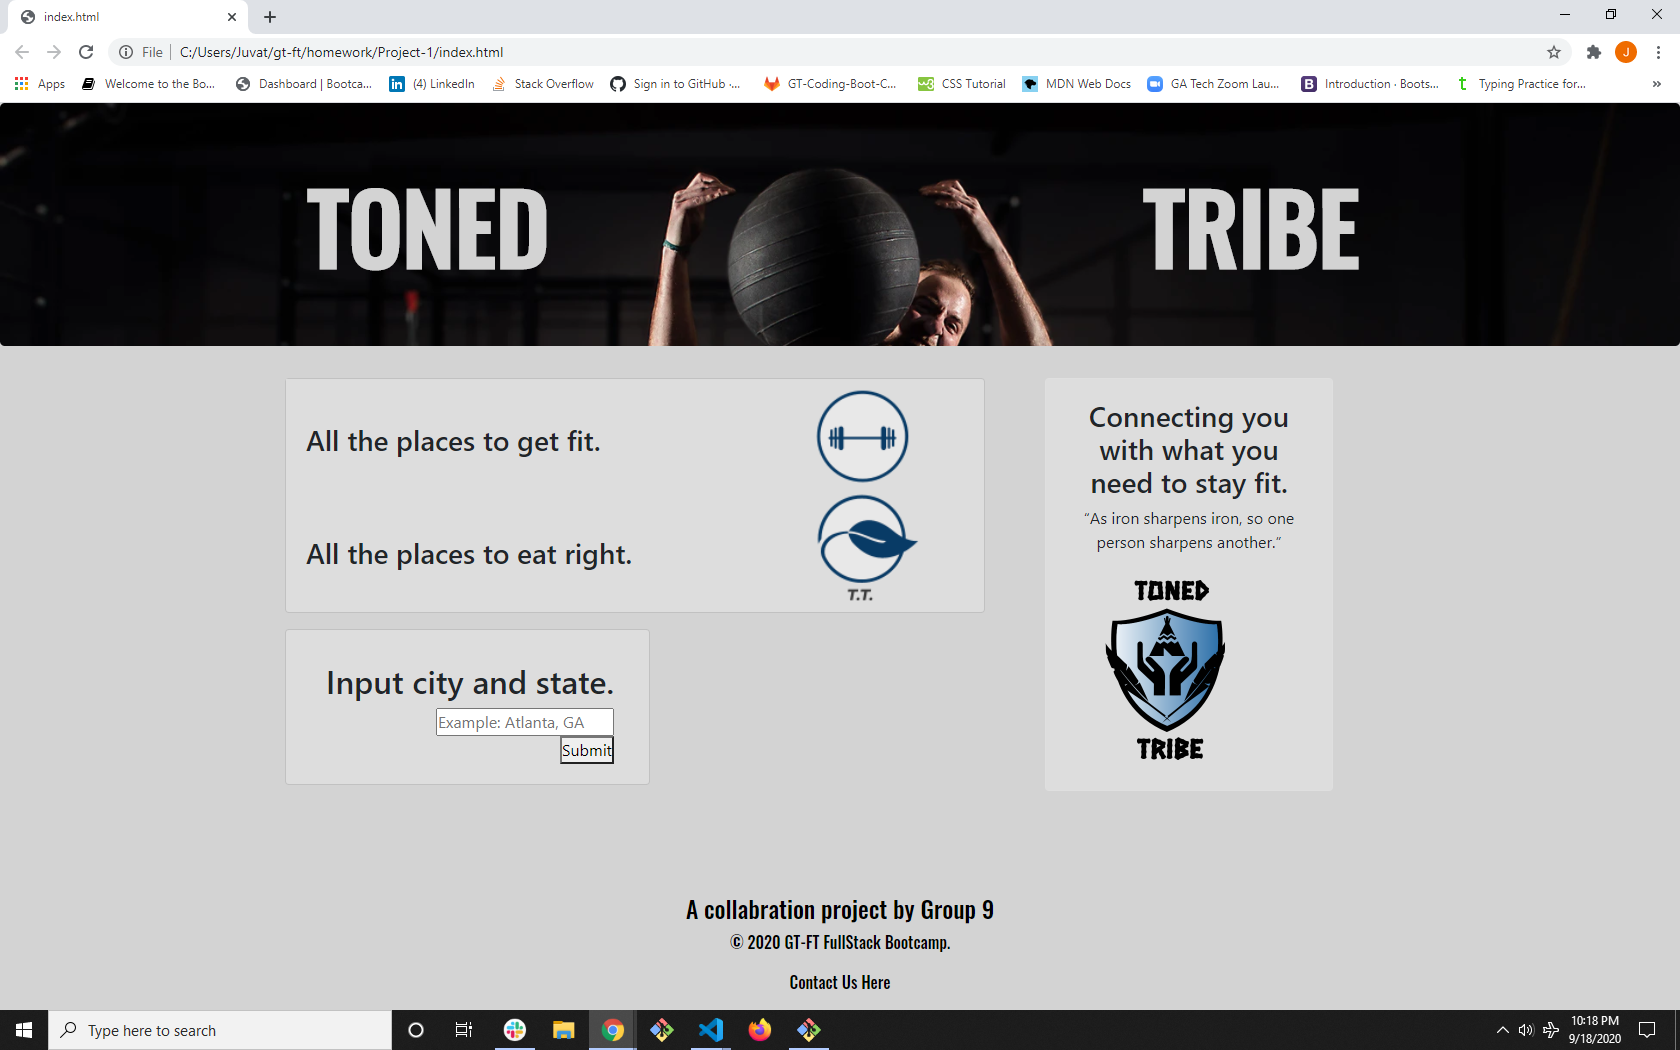 index.html
File
C:/Users/Juvat/gt-ft/homework/Project-1/index.html
J
Apps
Welcome to the Bo...
Dashboard | Bootca...
(4) LinkedIn
Stack Overflow
Sign in to GitHub ·...
GT-Coding-Boot-C...
CSS Tutorial
MDN Web Docs
GA Tech Zoom Lau...
Introduction · Boots...
Typing Practice for...
TONED
TRIBE
All the places to get fit.
All the places to eat right.
T.T.
Connecting you
with what you
need to stay fit.
“As iron sharpens iron, so one
person sharpens another.”
TONED
TRIBE
Input city and state.
Example: Atlanta, GA
Submit
A collabration project by Group 9
© 2020 GT-FT FullStack Bootcamp.
Contact Us Here
Type here to search
10:18 PM
9/18/2020